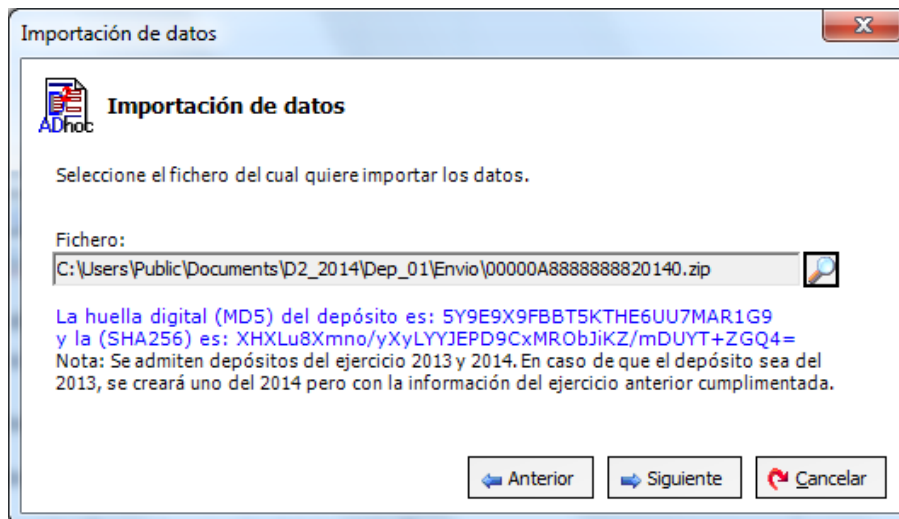 Importación de datos
ADhoc
Importación de datos
Seleccione el fichero del cual quiere importar los datos.
Fichero:
C:\Users\Public\Documents\D2_2014\Dep_01\Envio\00000A8888888820140.zip
La huella digital (MD5) del depósito es: 5Y9E9X9FBBT5KTHE6UU7MAR1G9
y la (SHA256) es: XHXLu8Xmno/yXyLYYJEPD9CxMRObJiKZ/mDUYT+ZGQ4=
Nota: Se admiten depósitos del ejercicio 2013 y 2014. En caso de que el depósito sea del
2013, se creará uno del 2014 pero con la información del ejercicio anterior cumplimentada.
Anterior
Siguiente
Cancelar